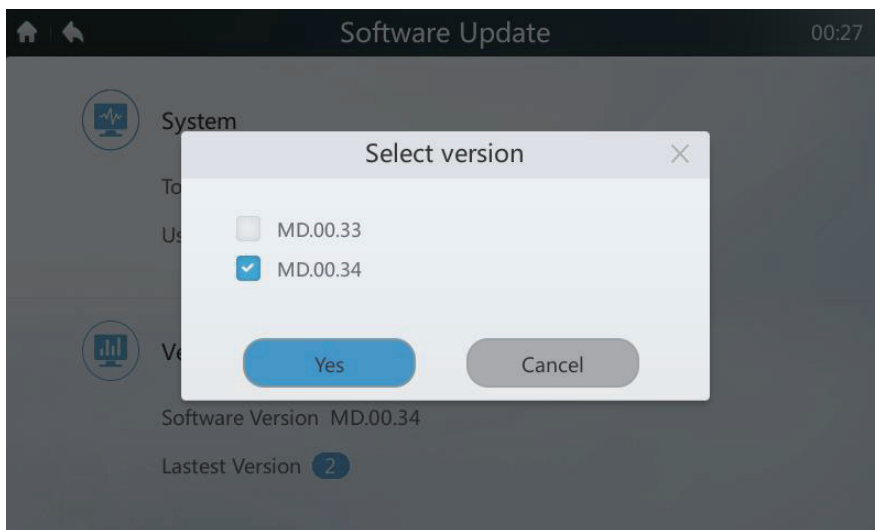 Software Update
00:27
System
To
Us
Select version
MD.00.33
MD.00.34
Yes
Cancel
Ve
Software Version MD.00.34
Lastest Version 2